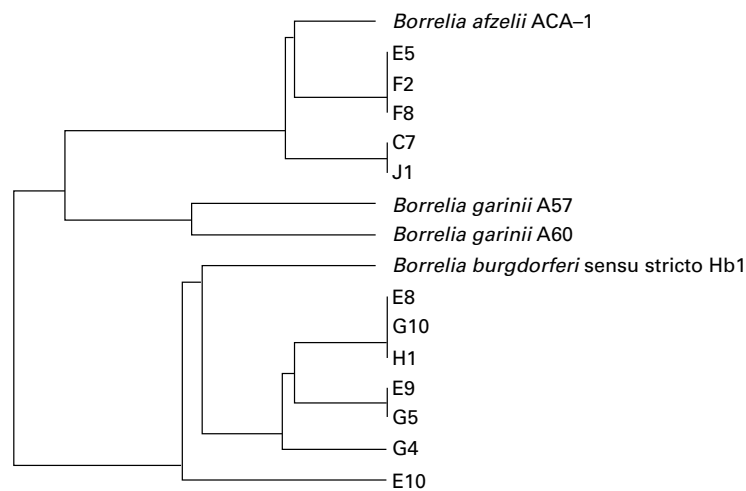 Borrelia afzelii ACA–1
E5
F2
F8
C7
J1
Borrelia garinii A57
Borrelia garinii A60
Borrelia burgdorferi sensu stricto Hb1
E8
G10
H1
E9
G5
G4
E10